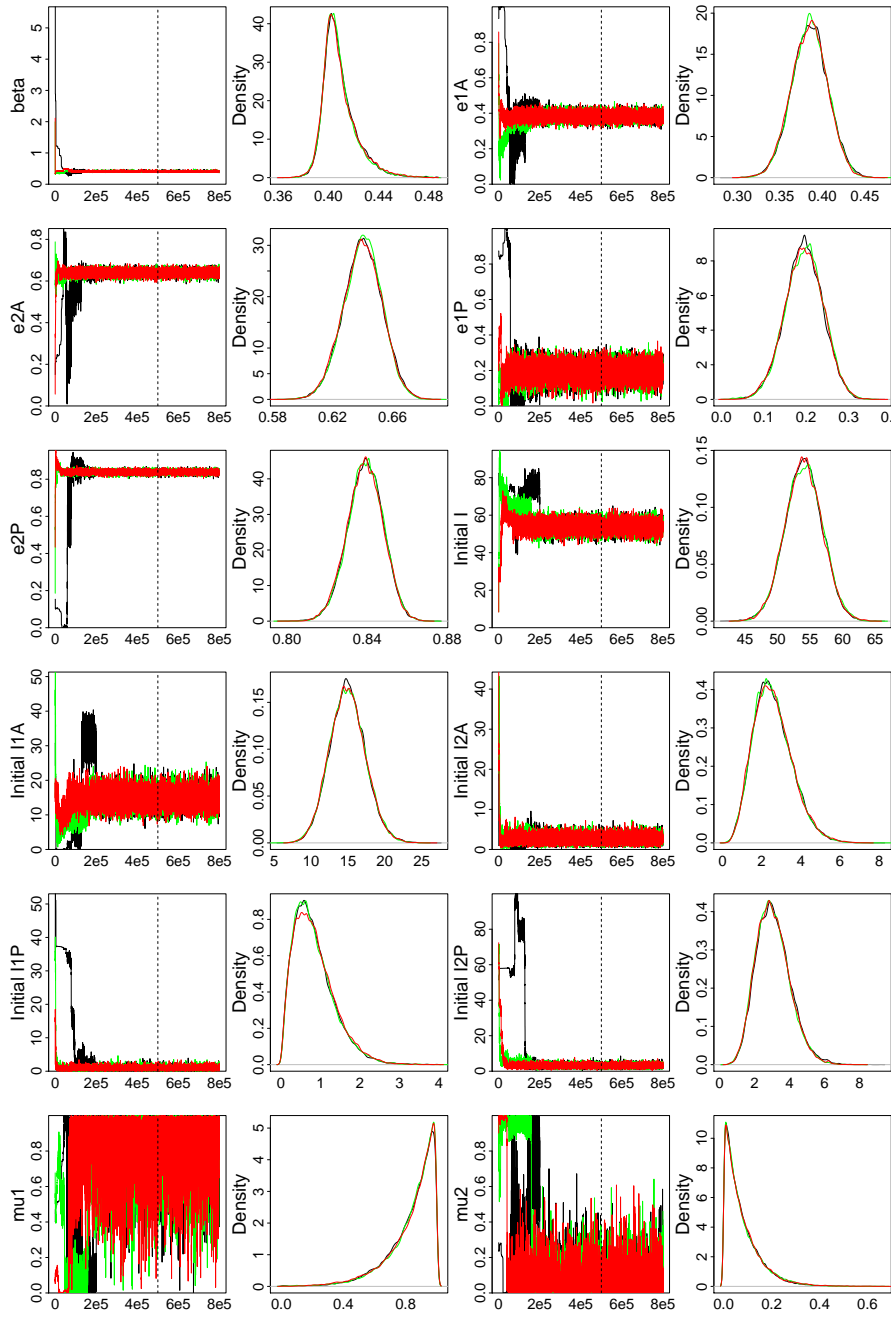 beta
0 1 2 3 4 5
0 2e5 4e5 6e5 8e5
Density
0 10 20 30 40
0.36 0.40 0.44 0.48
e1A
0.0 0.2 0.4 0.6 0.8
0 2e5 4e5 6e5 8e5
Density
0 5 10 15 20
0.30 0.35 0.40 0.45
e2A
0.0 0.2 0.4 0.6 0.8
0 2e5 4e5 6e5 8e5
Density
0 5 10 20 30
0.58 0.62 0.66
e1P
0.0 0.2 0.4 0.6 0.8
0 2e5 4e5 6e5 8e5
Density
0 2 4 6 8
0.0 0.1 0.2 0.3
e2P
0.0 0.2 0.4 0.6 0.8
0 2e5 4e5 6e5 8e5
Density
0 10 20 30 40
0.80 0.84 0.88
Initial I
0 20 40 60 80
0 2e5 4e5 6e5 8e5
Density
0.00 0.05 0.10 0.15
45 50 55 60 65
Initial I1A
0 10 20 30 40 50
0 2e5 4e5 6e5 8e5
Density
0.00 0.05 0.10 0.15
5 10 15 20 25
Initial I2A
0 10 20 30 40
0 2e5 4e5 6e5 8e5
Density
0.0 0.1 0.2 0.3 0.4
0 2 4 6 8
Initial I1P
0 10 20 30 40 50
0 2e5 4e5 6e5 8e5
Density
0.0 0.2 0.4 0.6 0.8
0 1 2 3 4
Initial I2P
0 20 40 60 80
0 2e5 4e5 6e5 8e5
Density
0.0 0.1 0.2 0.3 0.4
0 2 4 6 8
mu1
0.0 0.2 0.4 0.6 0.8
0 2e5 4e5 6e5 8e5
Density
0 1 2 3 4 5
0.0 0.4 0.8
mu2
0.0 0.2 0.4 0.6 0.8
0 2e5 4e5 6e5 8e5
Density
0 2 4 6 8 10
0.0 0.2 0.4 0.6